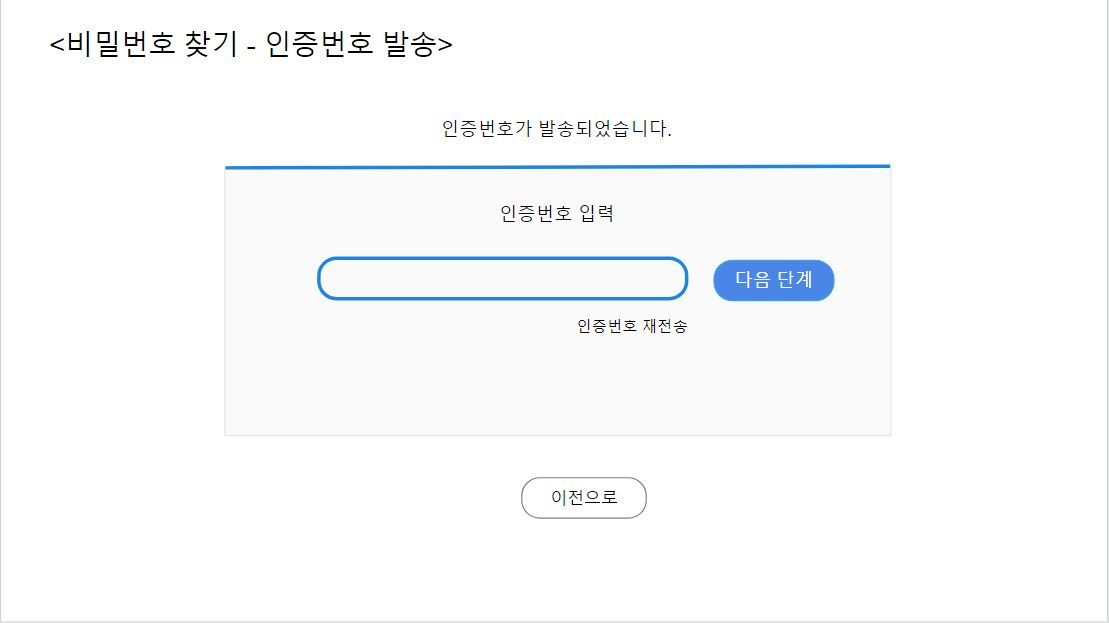 <비밀번호 찾기 - 인증번호 발송>
인증번호가 발송되었습니다.
인증번호 입력
다음 단계
인증번호 재전송
이전으로